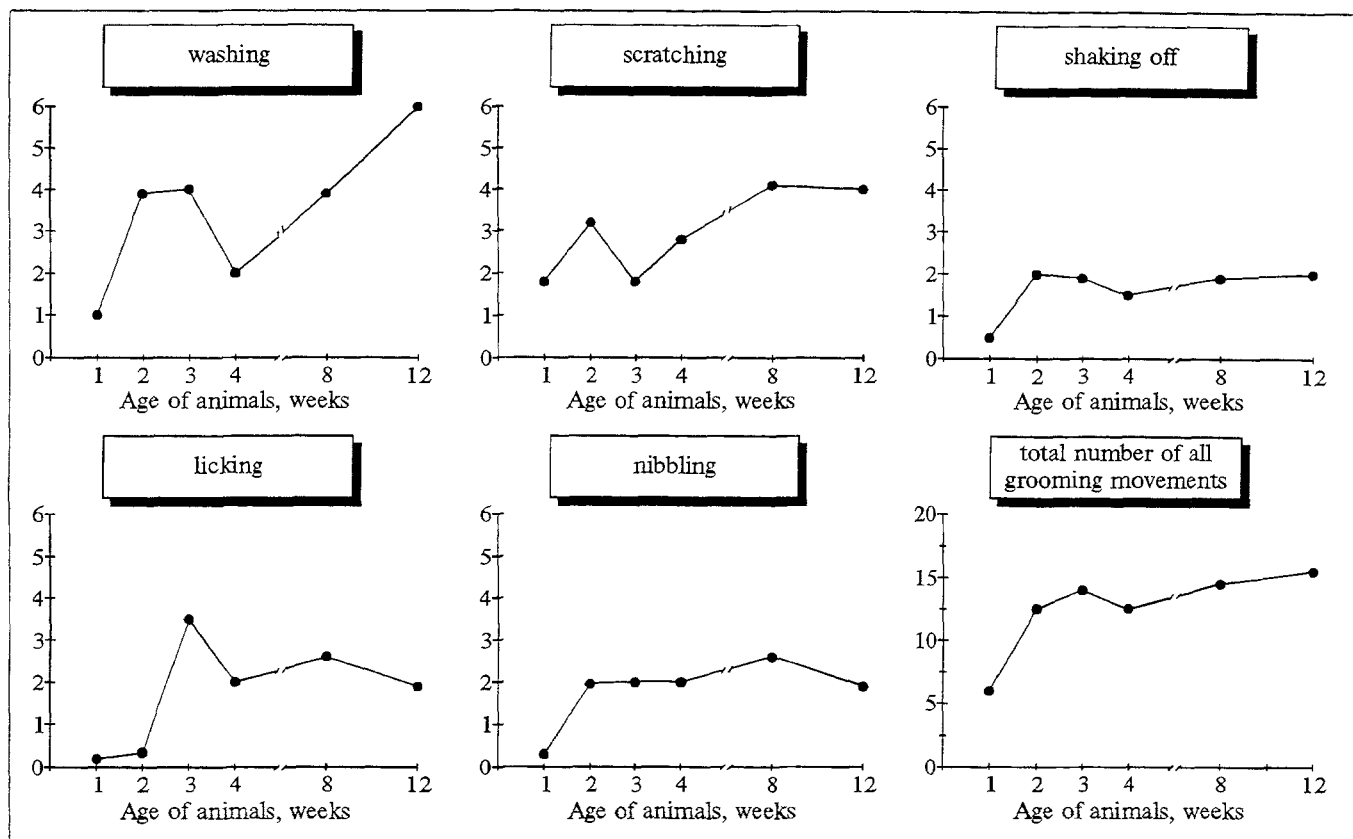 washing
6
5
4
3
2
1
0
1 2 3 4 8 12
Age of animals, weeks
scratching
6
5
4
3
2
1
0
1 2 3 4 8 12
Age of animals, weeks
shaking off
6
5
4
3
2
1
0
1 2 3 4 8 12
Age of animals, weeks
licking
6
5
4
3
2
1
0
1 2 3 4 8 12
Age of animals, weeks
nibbling
6
5
4
3
2
1
0
1 2 3 4 8 12
Age of animals, weeks
total number of all
grooming movements
20
15
10
5
0
1 2 3 4 8 12
Age of animals, weeks